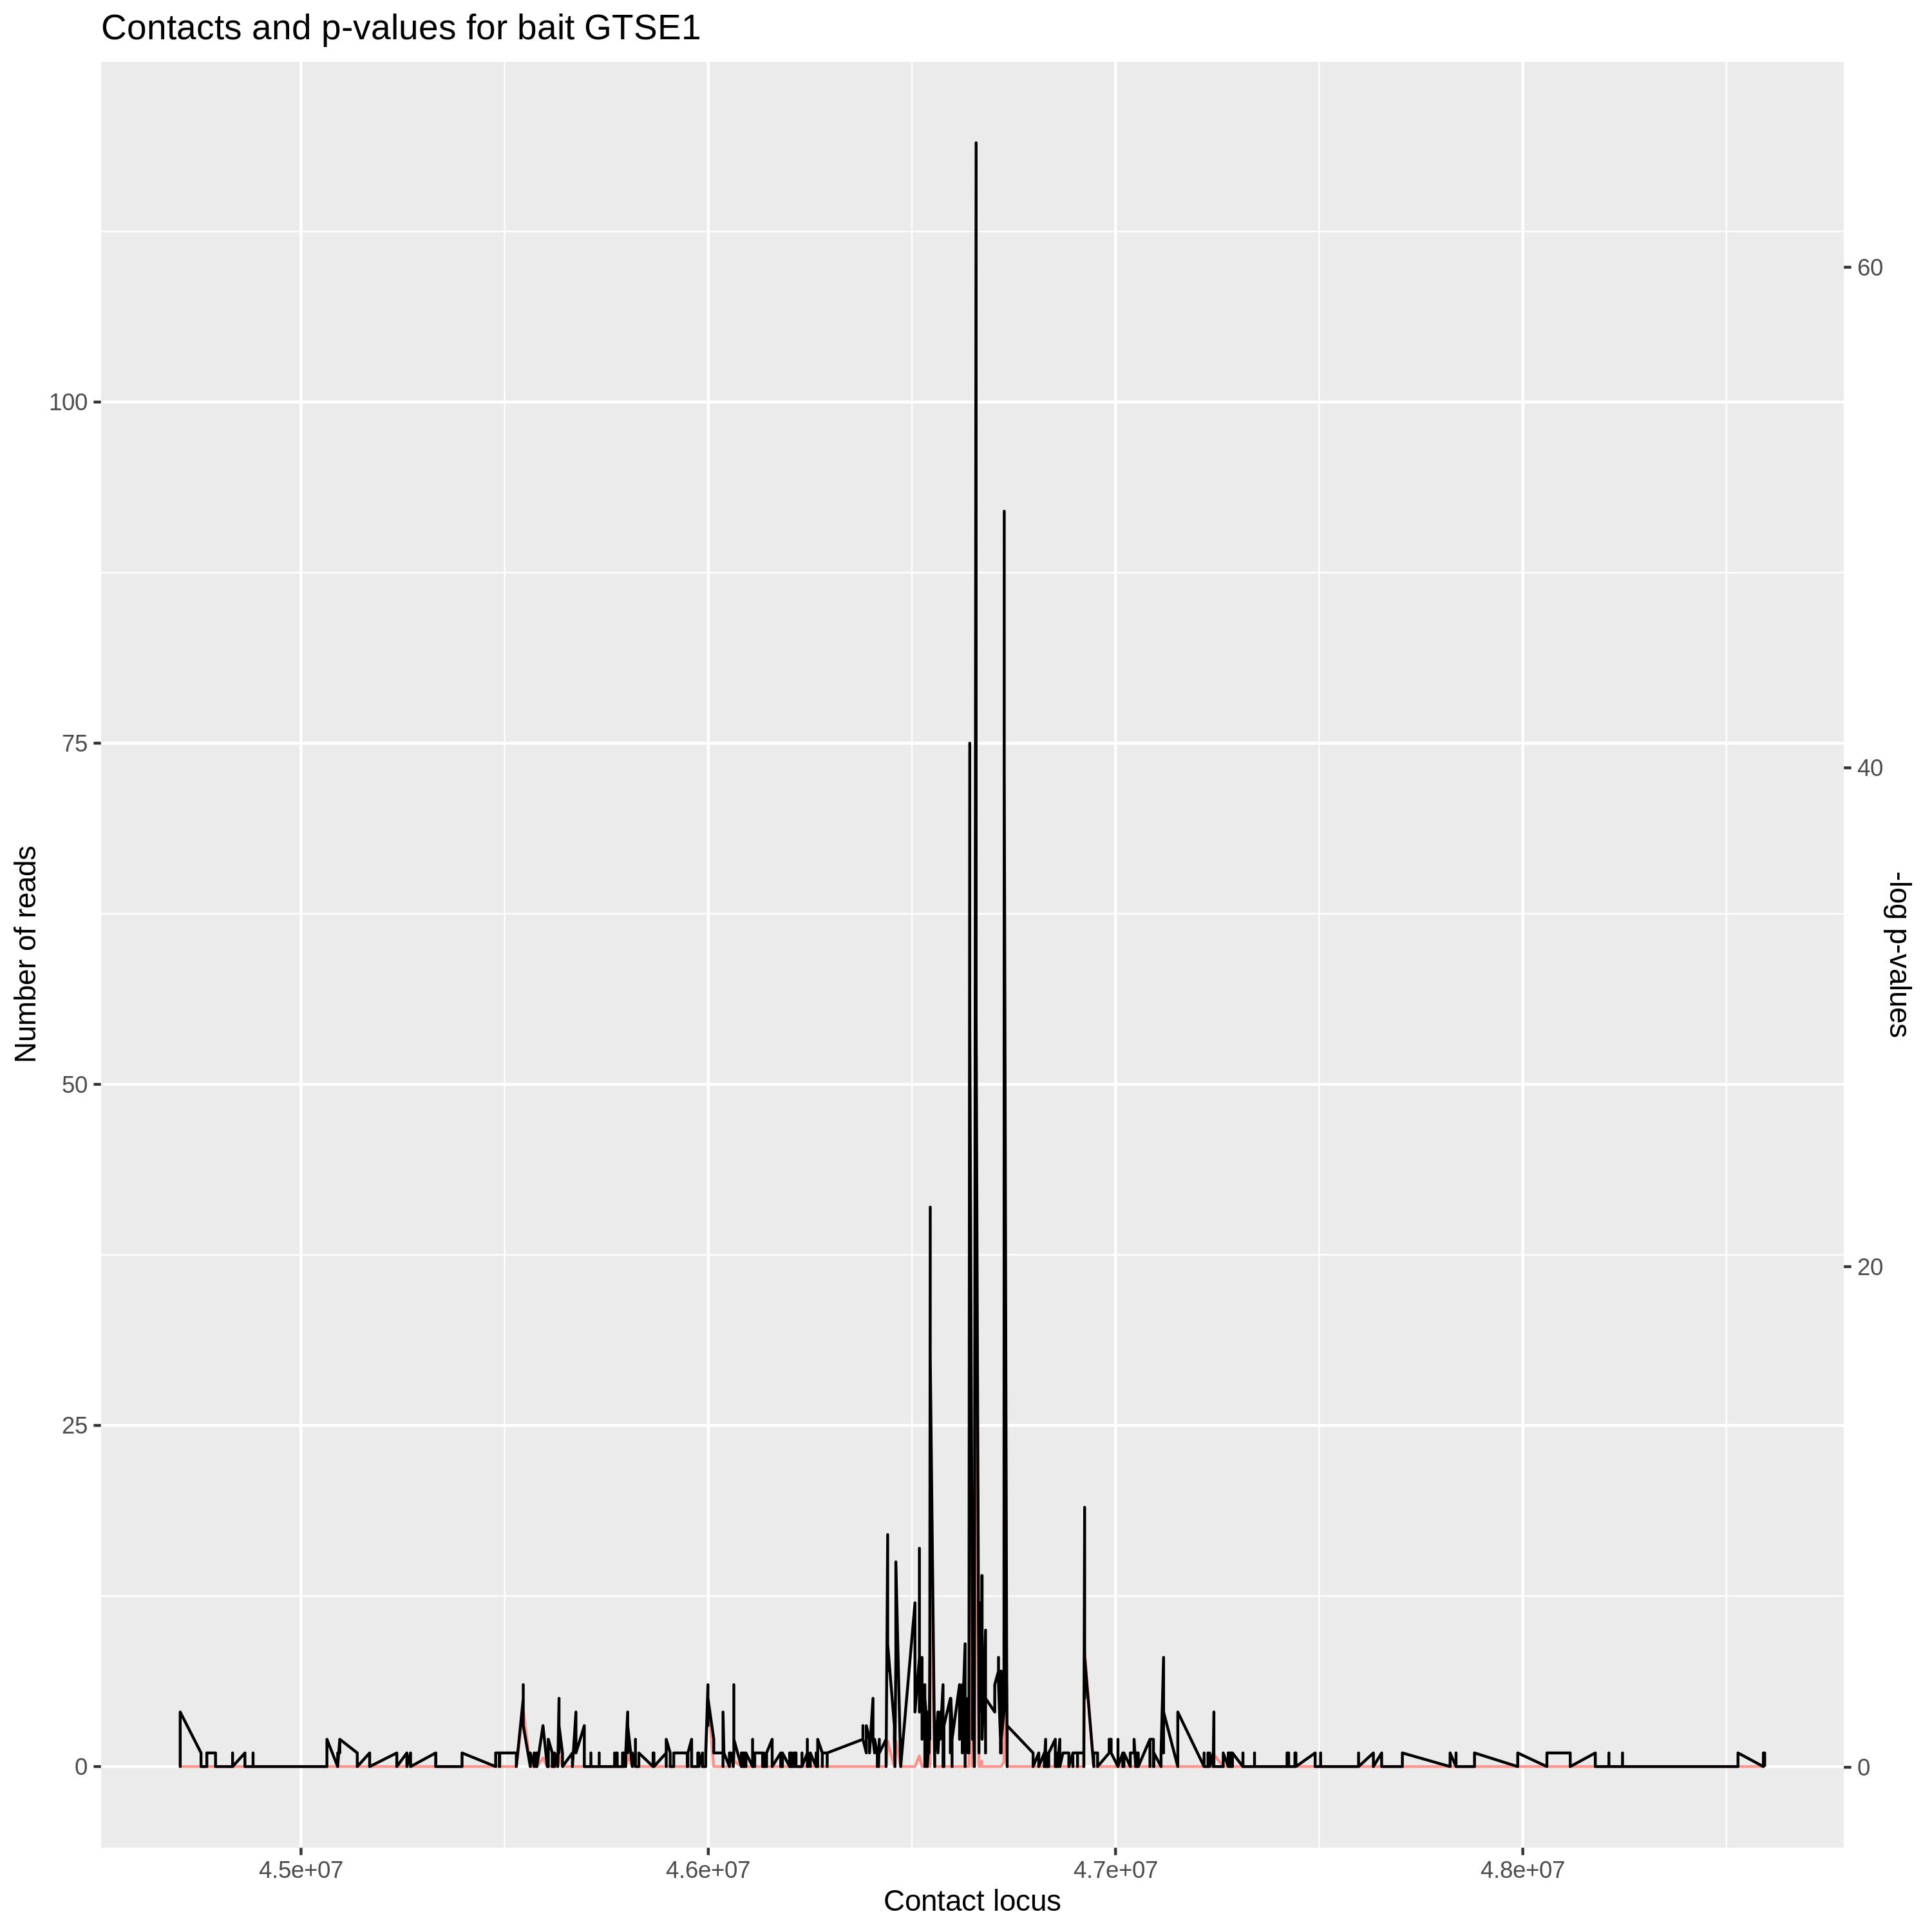 Contacts and p-values for bait GTSE1
Number of reads
100
75
50
25
0
60
40
20
0
-log p-values
4.5e+07
4.6e+07
4.7e+07
4.8e+07
Contact locus